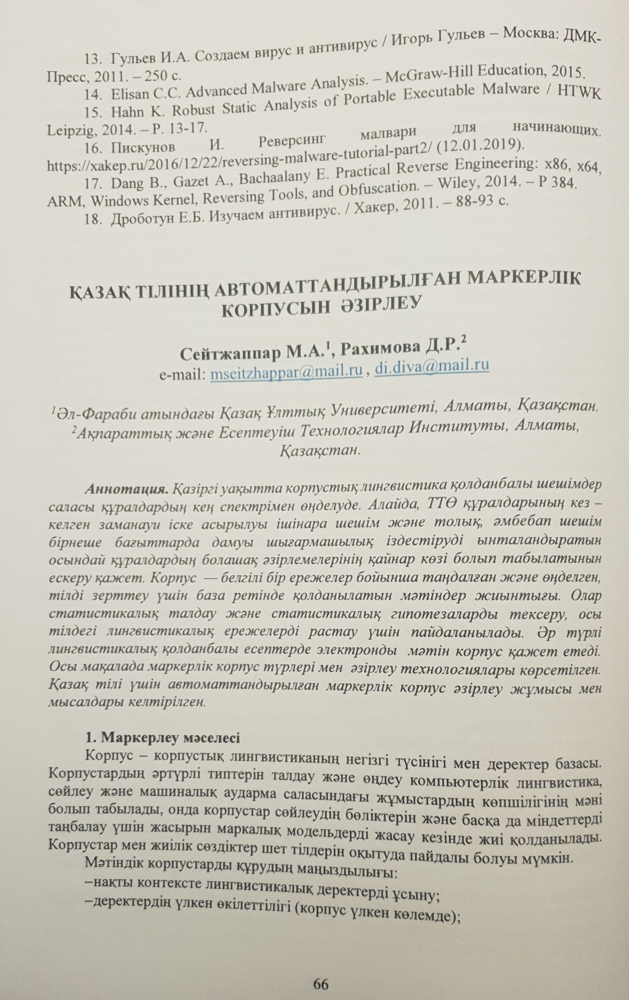 13. Гульев И.А. Создаем вирус и антивирус / Игорь Гульев – Москва: ДМК-
Пресс, 2011. – 250 с.
14. Elisan C.C. Advanced Malware Analysis. – McGraw-Hill Education, 2015.
15. Hahn K. Robust Static Analysis of Portable Executable Malware / HTWK
Leipzig, 2014. – P. 13-17.
16. Пискунов И. Реверсинг малвари для начинающих.
https://xakep.ru/2016/12/22/reversing-malware-tutorial-part2/ (12.01.2019).
17. Dang B., Gazet A., Bachaalany E. Practical Reverse Engineering: x86, x64,
ARM, Windows Kernel, Reversing Tools, and Obfuscation. – Wiley, 2014. – P 384.
18. Дроботун Е.Б. Изучаем антивирус. / Хакер, 2011. – 88-93 с.
ҚАЗАҚ ТІЛІНІҢ АВТОМАТТАНДЫРЫЛҒАН МАРКЕРЛІК
КОРПУСЫН ӘЗІРЛЕУ
Сейтжаппар М.А.¹, Рахимова Д.Р.²
e-mail: mseitzhappar@mail.ru , di.diva@mail.ru
¹Әл-Фараби атындағы Қазақ Ұлттық Университеті, Алматы, Қазақстан.
²Ақпараттық және Есептеуіш Технологиялар Институты, Алматы,
Қазақстан.
Аннотация. Қазіргі уақытта корпустық лингвистика қолданбалы шешімдер
саласы құралдардың кең спектрімен өңделуде. Алайда, ТТӨ құралдарының кез –
келген заманауи іске асырылуы ішінара шешім және толық, әмбебап шешім
бірнеше бағыттарда дамуы шығармашылық іздестіруді ынталандыратын
осындай құралдардың болашақ әзірлемелерінің қайнар көзі болып табылатынын
ескеру қажет. Корпус — белгілі бір ережелер бойынша таңдалған және өңделген,
тілді зерттеу үшін база ретінде қолданылатын мәтіндер жиынтығы. Олар
статистикалық талдау және статистикалық гипотезаларды тексеру, осы
тілдегі лингвистикалық ережелерді растау үшін пайдаланылады. Әр түрлі
лингвистикалық қолданбалы есептерде электронды мәтін корпус қажет етеді.
Осы мақалада маркерлік корпус түрлері мен әзірлеу технологиялары көрсетілген.
Қазақ тілі үшін автоматтандырылған маркерлік корпус әзірлеу жұмысы мен
мысалдары келтірілген.
1. Маркерлеу мәселесі
Корпус – корпустық лингвистиканың негізгі түсінігі мен деректер базасы.
Корпустардың әртүрлі типтерін талдау және өңдеу компьютерлік лингвистика,
сөйлеу және машиналық аударма саласындағы жұмыстардың көпшілігінің мәні
болып табылады, онда корпустар сөйлеудің бөліктерін және басқа да міндеттерді
таңбалау үшін жасырын маркалық модельдерді жасау кезінде жиі қолданылады.
Корпустар мен жиілік сөздіктер шет тілдерін оқытуда пайдалы болуы мүмкін.
Мәтіндік корпустарды құрудың маңыздылығы:
–нақты контексте лингвистикалық деректерді ұсыну;
–деректердің үлкен өкілеттілігі (корпус үлкен көлемде);
66